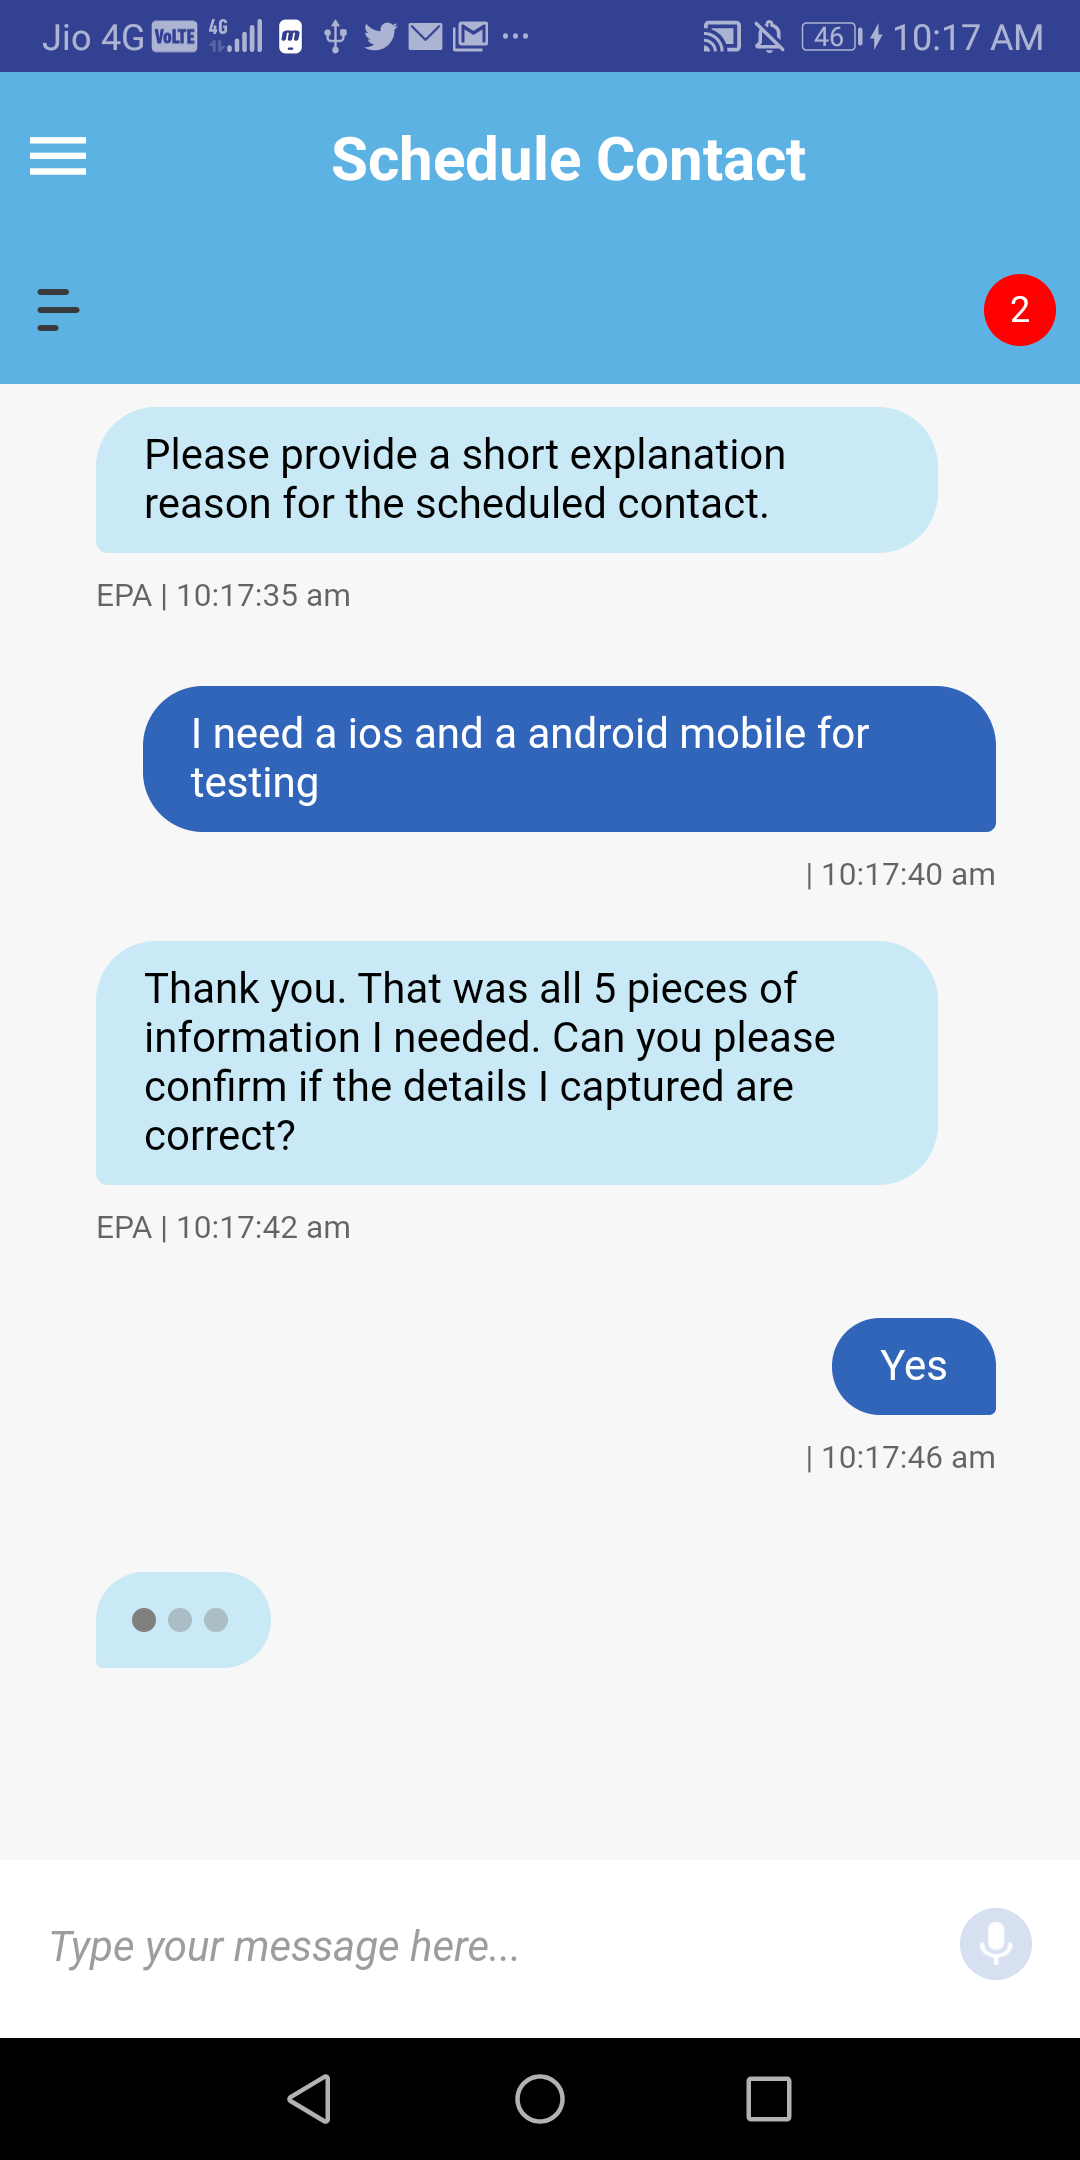 Jio 4G VoLTE 4G m 46 10:17 AM
Schedule Contact
2
Please provide a short explanation
reason for the scheduled contact.
EPA | 10:17:35 am
I need a ios and a android mobile for
testing
| 10:17:40 am
Thank you. That was all 5 pieces of
information I needed. Can you please
confirm if the details I captured are
correct?
EPA | 10:17:42 am
Yes
| 10:17:46 am
Type your message here...